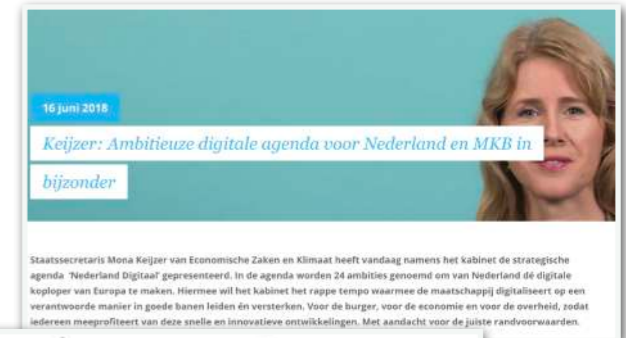 16 juni 2018
Keijzer: Ambitieuze digitale agenda voor Nederland en MKB in
bijzonder
Staatssecretaris Mona Keijzer van Economische Zaken en Klimaat heeft vandaag namens het kabinet de strategische
agenda 'Nederland Digitaal' gepresenteerd. In de agenda worden 24 ambities genoemd om van Nederland dé digitale
koploper van Europa te maken. Hiermee wil het kabinet het rappe tempo waarmee de maatschappij digitaliseert op een
verantwoorde manier in goede banen leiden én versterken. Voor de burger, voor de economie en voor de overheid, zodat
iedereen meeprofiteert van deze snelle en innovatieve ontwikkelingen. Met aandacht voor de juiste randvoorwaarden.